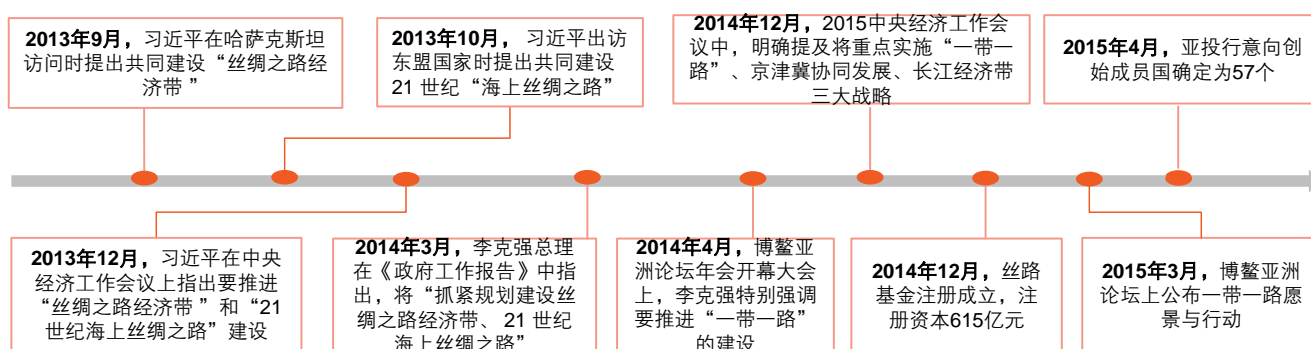 2013年9月，习近平在哈萨克斯坦
访问时提出共同建设“丝绸之路经
济带 ”
2013年10月， 习近平出访
东盟国家时提出共同建设
21 世纪“海上丝绸之路”
2014年12月，2015中央经济工作会
议中，明确提及将重点实施“一带一
路”、京津冀协同发展、长江经济带
三大战略
2015年4月，亚投行意向创
始成员国确定为57个
2013年12月，习近平在中央
经济工作会议上指出要推进
“丝绸之路经济带 ”和“21
世纪海上丝绸之路”建设
2014年3月，李克强总理
在《政府工作报告》中指
出，将“抓紧规划建设丝
绸之路经济带、 21 世纪
海上丝绸之路”
2014年4月，博鳌亚
洲论坛年会开幕大会
上，李克强特别强调
要推进“一带一路”
的建设
2014年12月，丝路
基金注册成立，注
册资本615亿元
2015年3月，博鳌亚洲
论坛上公布一带一路愿
景与行动